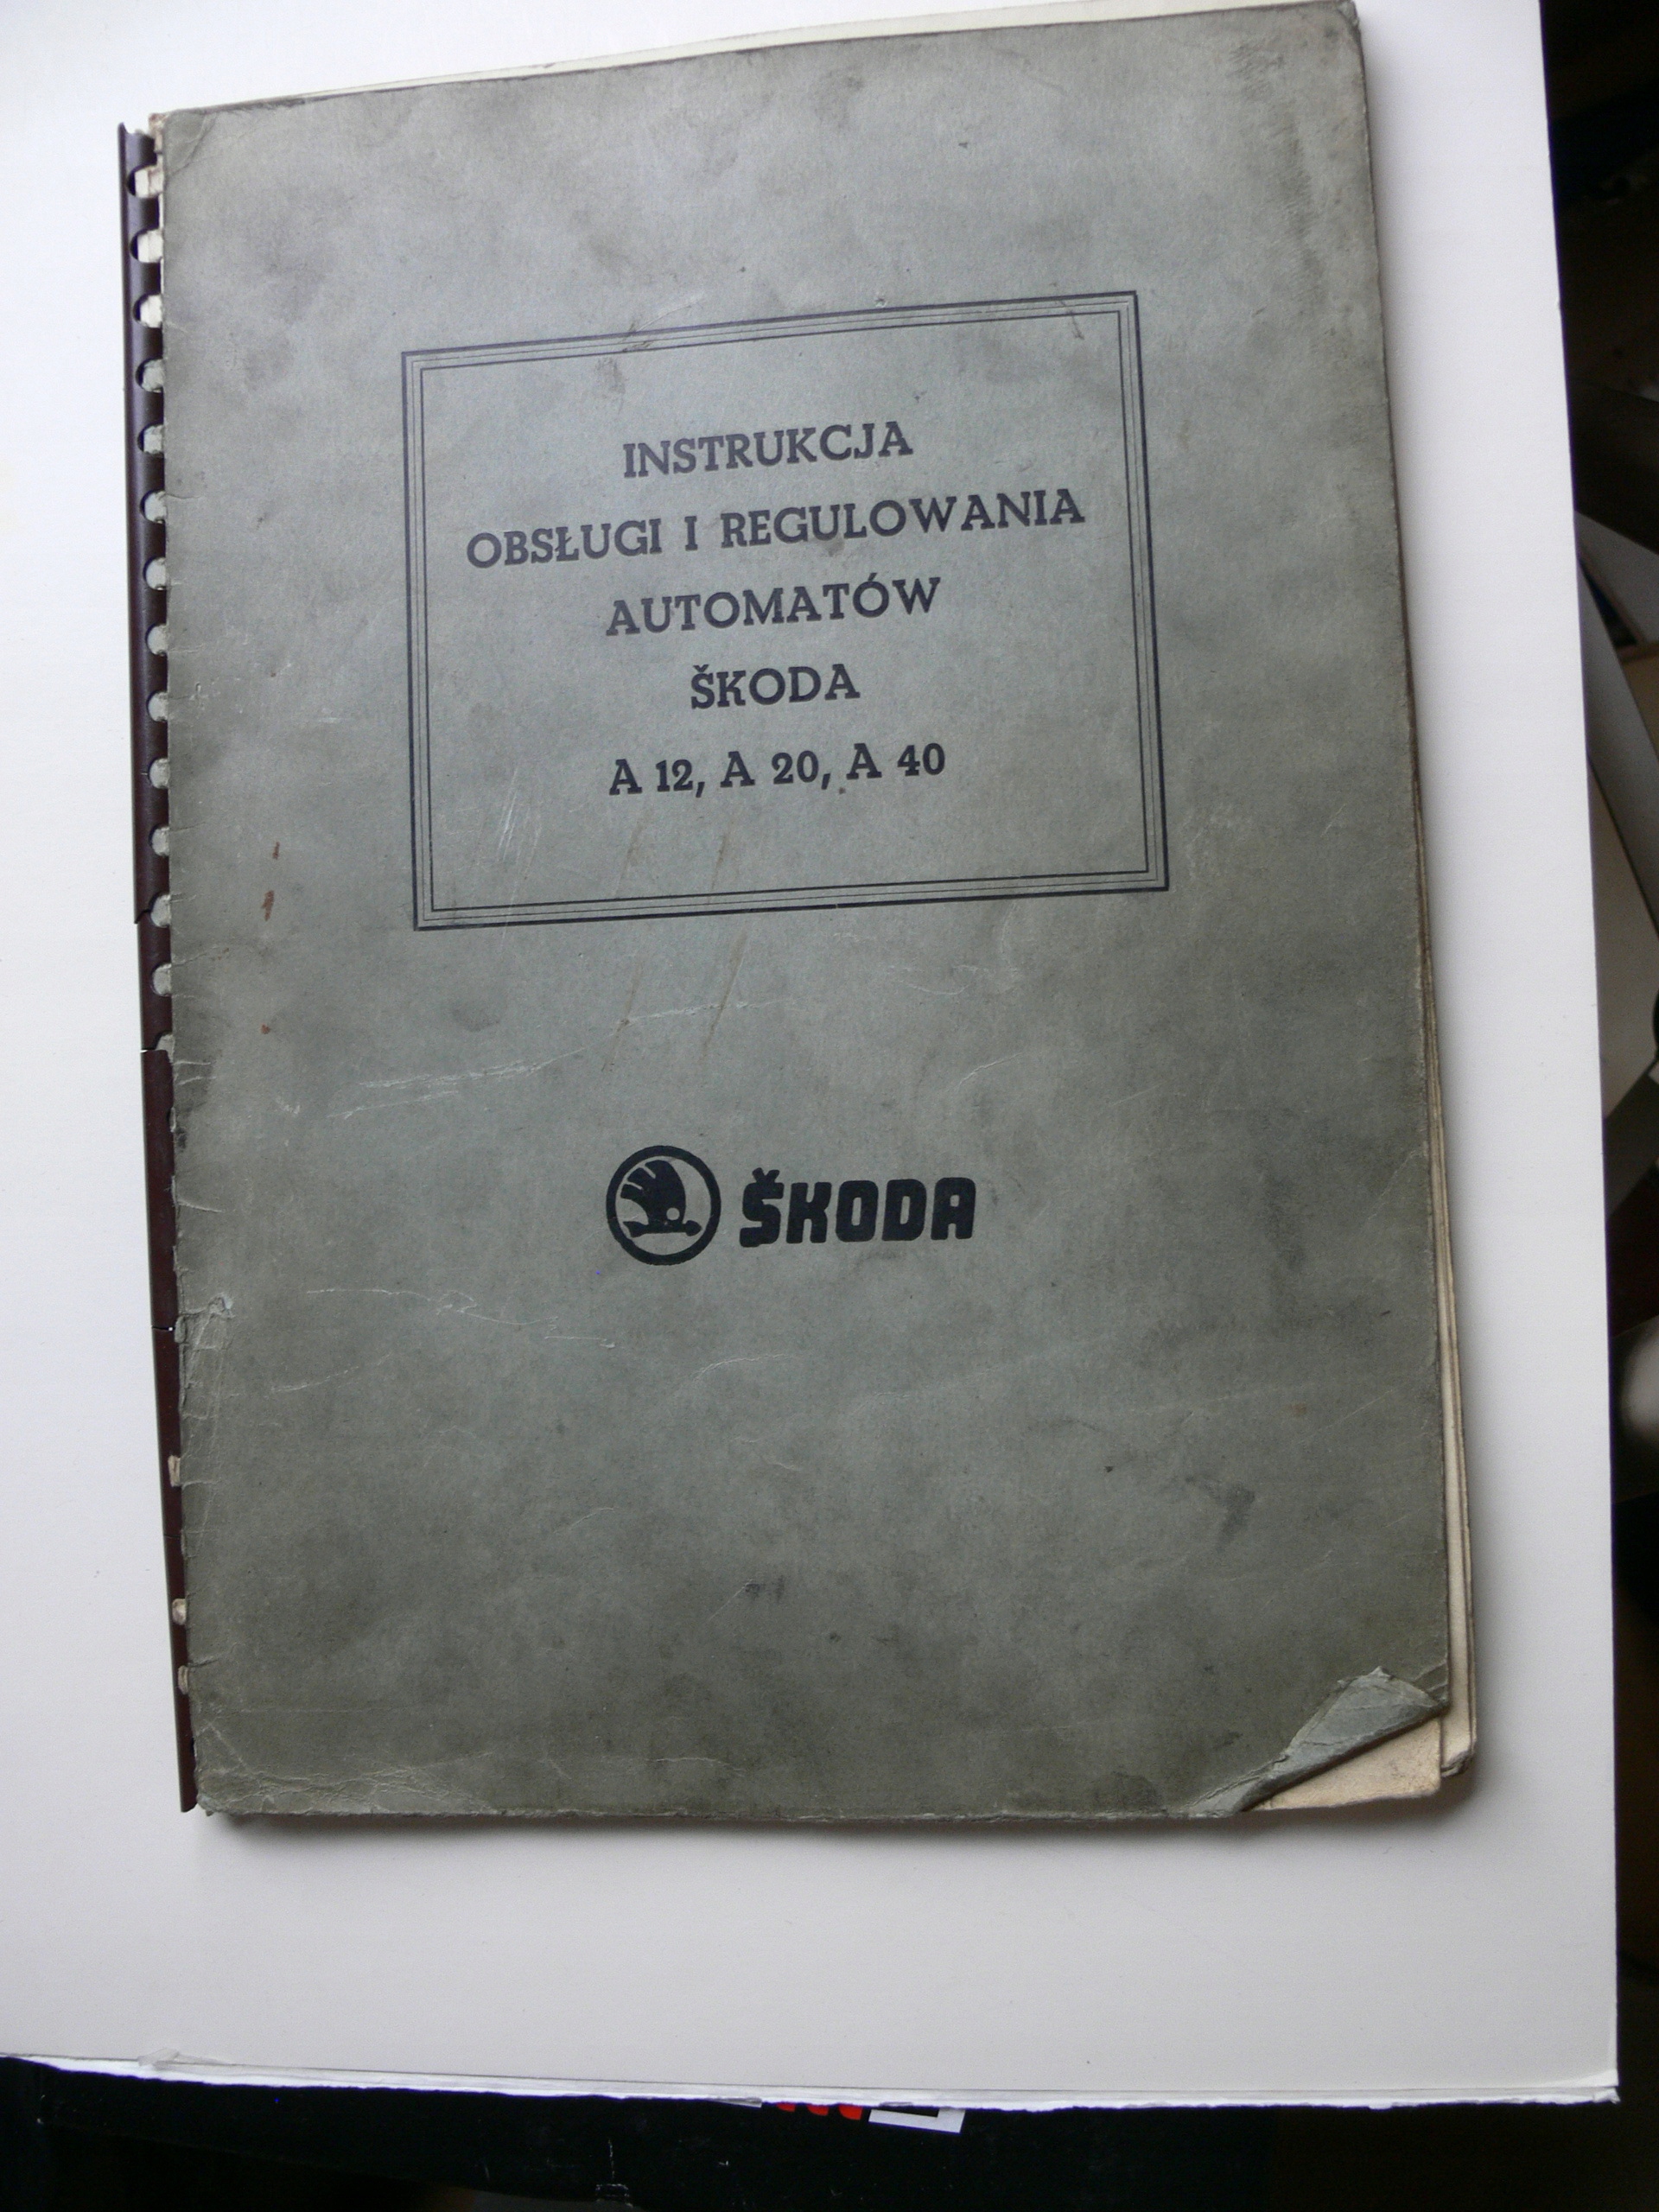 INSTRUKCJA
OBSŁUGI I REGULOWANIA
AUTOMATÓW
ŠKODA
A 12, A 20, A 40
ŠKODA